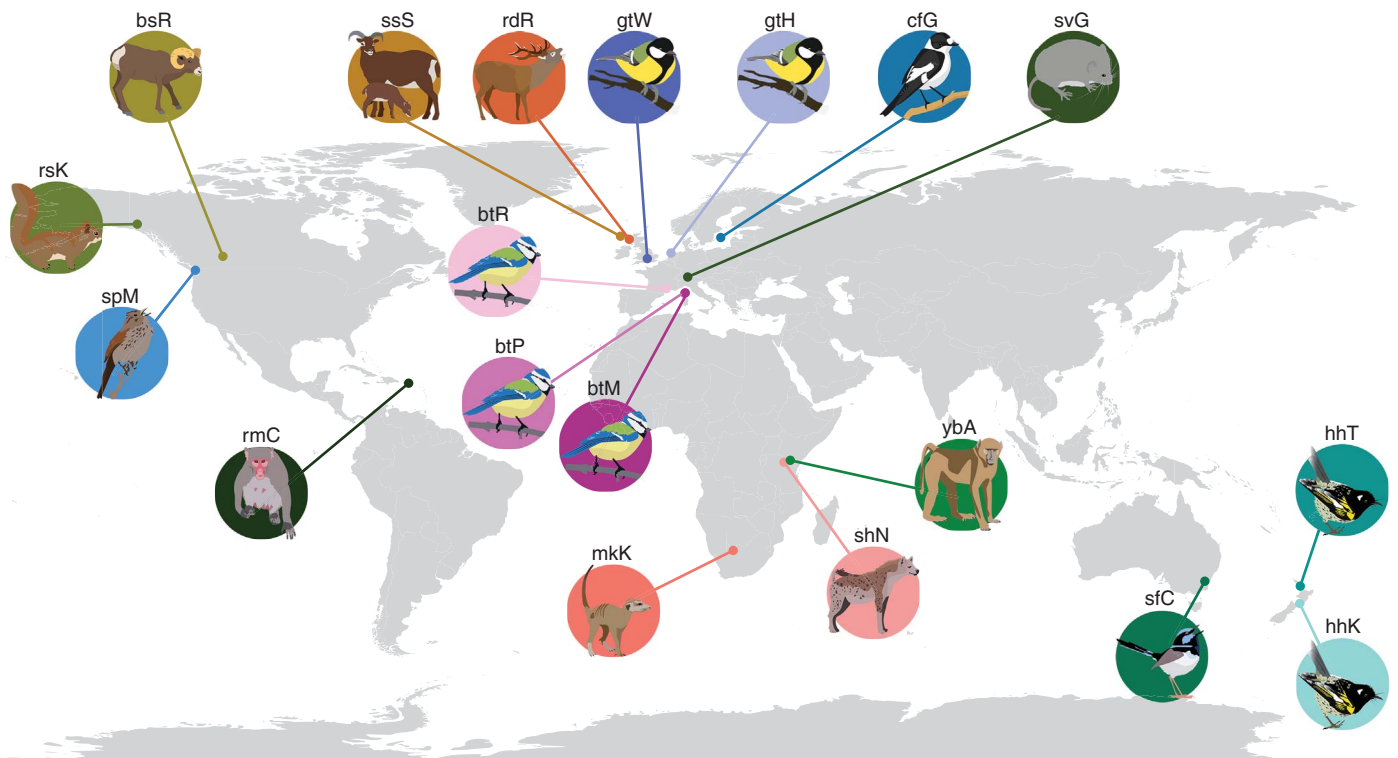 bsR
ssS
rdR
gtW
gtH
cfG
svG
rsK
btR
spM
btP
btM
rmC
ybA
hhT
mkK
shN
sfC
hhK